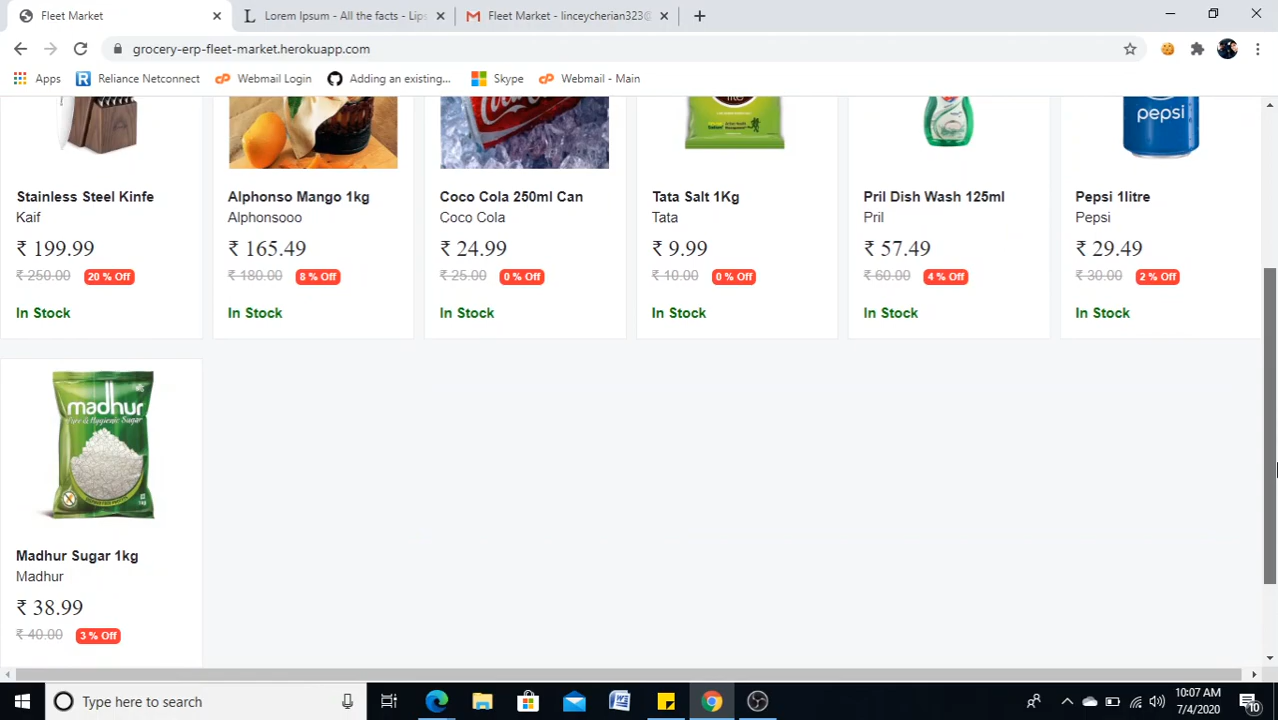 Fleet Market
Lorem Ipsum - All the facts - Lips
Fleet Market - linceycherian323@
grocery-erp-fleet-market.herokuapp.com
Apps
Reliance Netconnect
Webmail Login
Adding an existing...
Skype
Webmail - Main
pepsi
Stainless Steel Kinfe
Alphonso Mango 1kg
Coco Cola 250ml Can
Tata Salt 1Kg
Pril Dish Wash 125ml
Pepsi 1litre
Kaif
Alphonsooo
Coco Cola
Tata
Pril
Pepsi
₹ 199.99
₹ 165.49
₹ 24.99
₹ 9.99
₹ 57.49
₹ 29.49
₹ 250.00 20 % Off
₹ 180.00 8 % Off
₹ 25.00 0 % Off
₹ 10.00 0 % Off
₹ 60.00 4 % Off
₹ 30.00 2 % Off
In Stock
In Stock
In Stock
In Stock
In Stock
In Stock
madhur
Pure & Hygienic Sugar
Madhur Sugar 1kg
Madhur
₹ 38.99
₹ 40.00 3 % Off
Type here to search
10:07 AM
7/4/2020
10